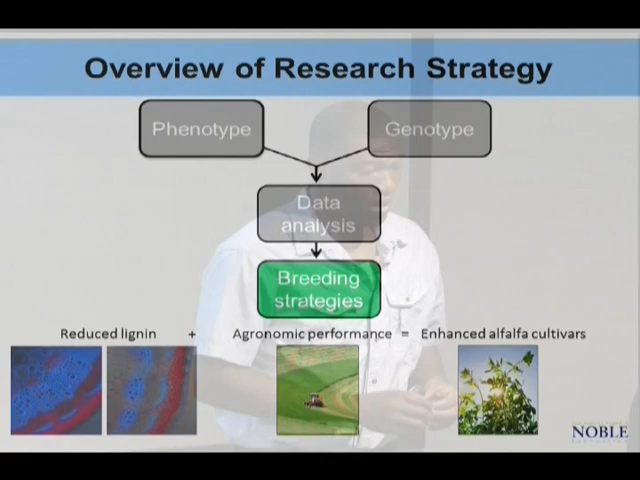 Overview of Research Strategy
Phenotype
Genotype
Data
analysis
Breeding
strategies
Reduced lignin + Agronomic performance = Enhanced alfalfa cultivars
NOBLE